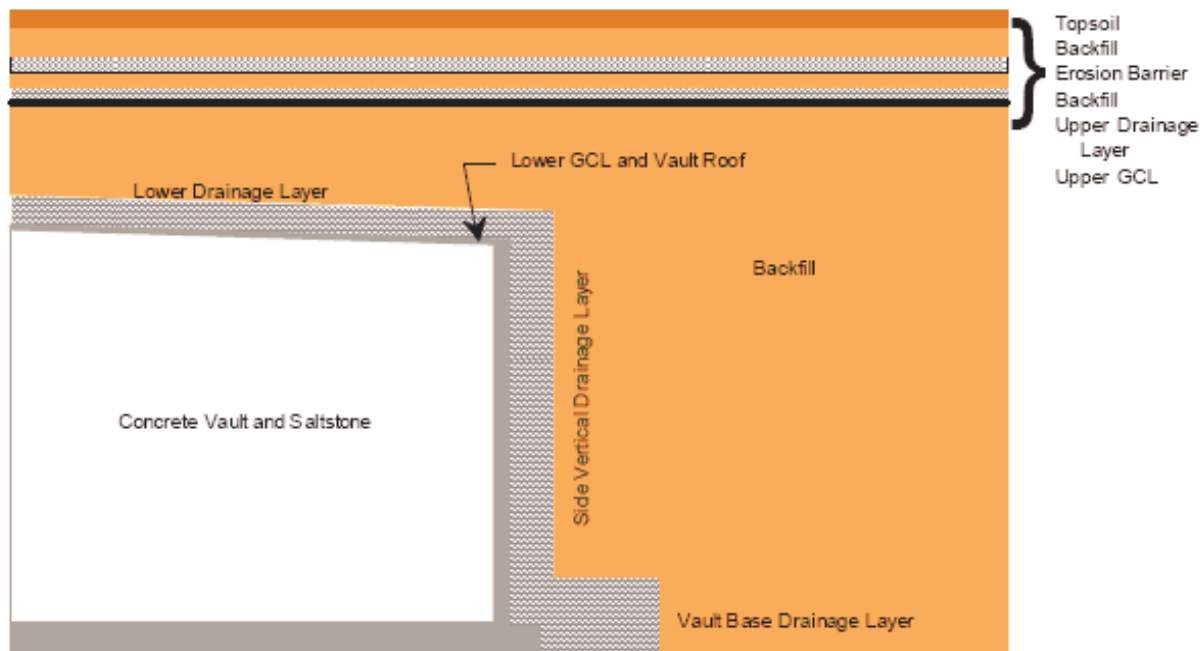 Topsoil
Backfill
Erosion Barrier
Backfill
Upper Drainage
Layer
Upper GCL
Lower GCL and Vault Roof
Lower Drainage Layer
Backfill
Side Vertical Drainage Layer
Concrete Vault and Saltstone
Vault Base Drainage Layer